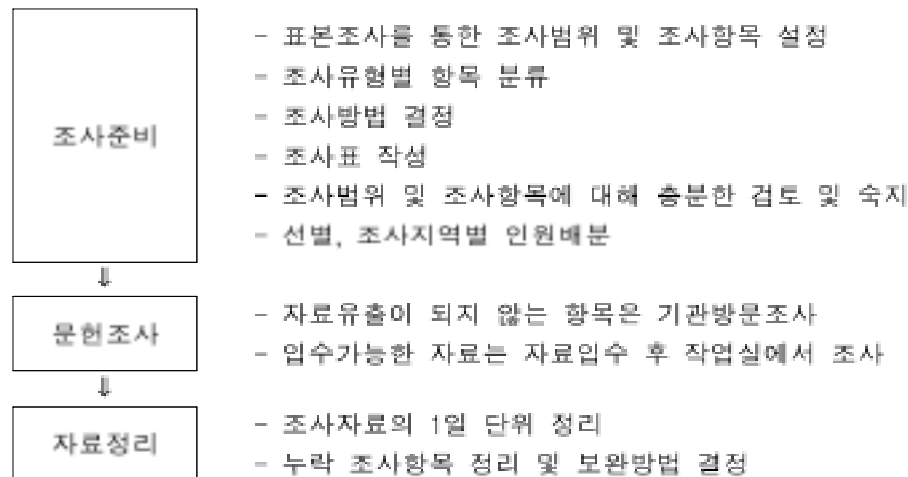 조사준비
- 표본조사를 통한 조사범위 및 조사항목 설정
- 조사유형별 항목 분류
- 조사방법 결정
- 조사표 작성
- 조사범위 및 조사항목에 대해 충분한 검토 및 숙지
- 선별, 조사지역별 인원배분
⇓
문헌조사
- 자료유출이 되지 않는 항목은 기관방문조사
- 입수가능한 자료는 자료입수 후 작업실에서 조사
⇓
자료정리
- 조사자료의 1일 단위 정리
- 누락 조사항목 정리 및 보완방법 결정